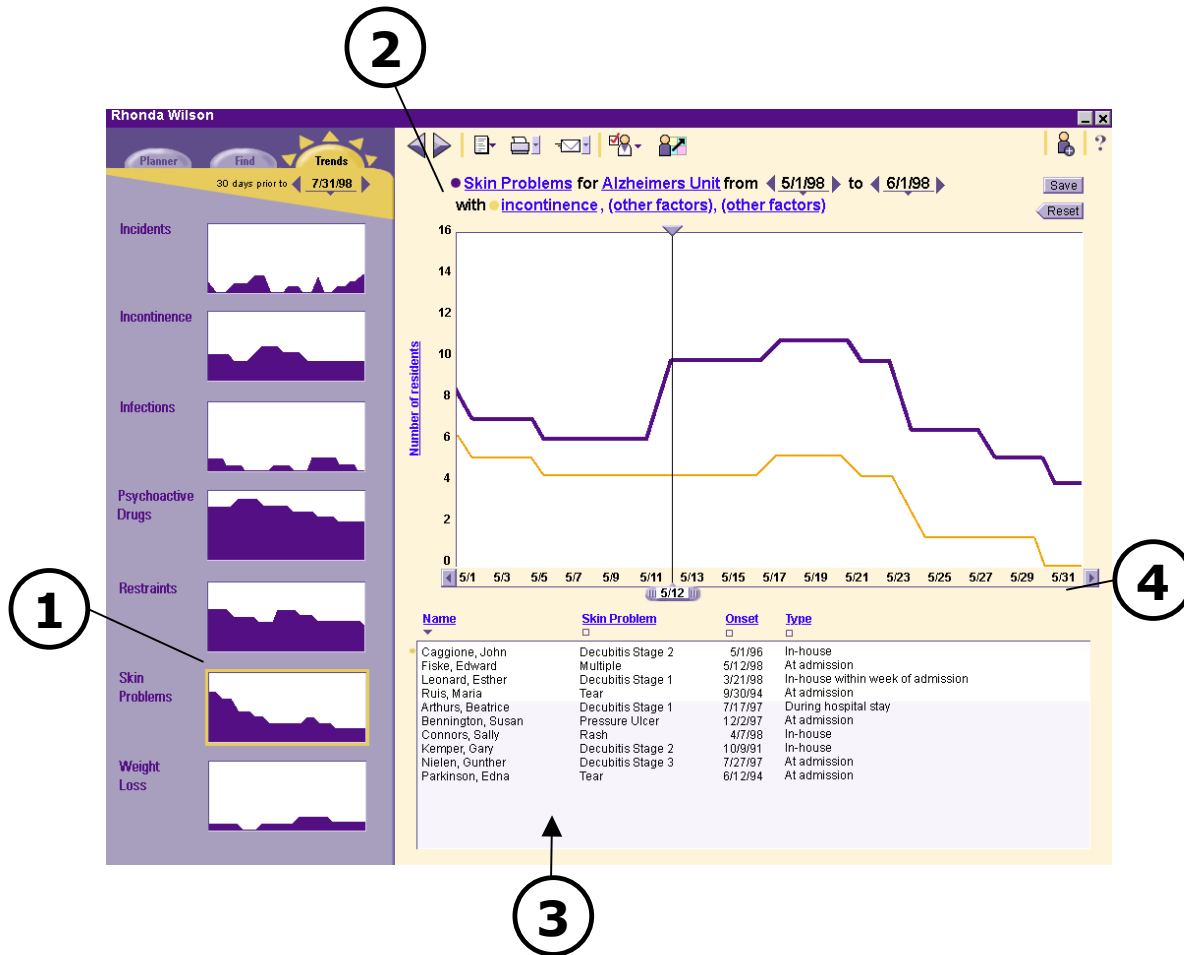 2
Rhonda Wilson
?
Planner Find Trends
30 days prior to 7/31/98
Skin Problems for Alzheimers Unit from 5/1/98 to 6/1/98 Save
with incontinence , (other factors), (other factors) Reset
Incidents
Incontinence
Infections
Psychoactive
Drugs
Restraints
Skin
Problems
Weight
Loss
1
Number of residents
16
14
12
10
8
6
4
2
0
5/1 5/3 5/5 5/7 5/9 5/11 5/13 5/15 5/17 5/19 5/21 5/23 5/25 5/27 5/29 5/31
5/12
4
Name Skin Problem Onset Type
Caggione, John Decubitis Stage 2 5/1/96 In-house
Fiske, Edward Multiple 5/12/98 At admission
Leonard, Esther Decubitis Stage 1 3/21/98 In-house within week of admission
Ruis, Maria Tear 9/30/94 At admission
Arthurs, Beatrice Decubitis Stage 1 7/17/97 During hospital stay
Bennington, Susan Pressure Ulcer 12/2/97 At admission
Connors, Sally Rash 4/7/98 In-house
Kemper, Gary Decubitis Stage 2 10/9/91 In-house
Nielen, Gunther Decubitis Stage 3 7/27/97 At admission
Parkinson, Edna Tear 6/12/94 At admission
3